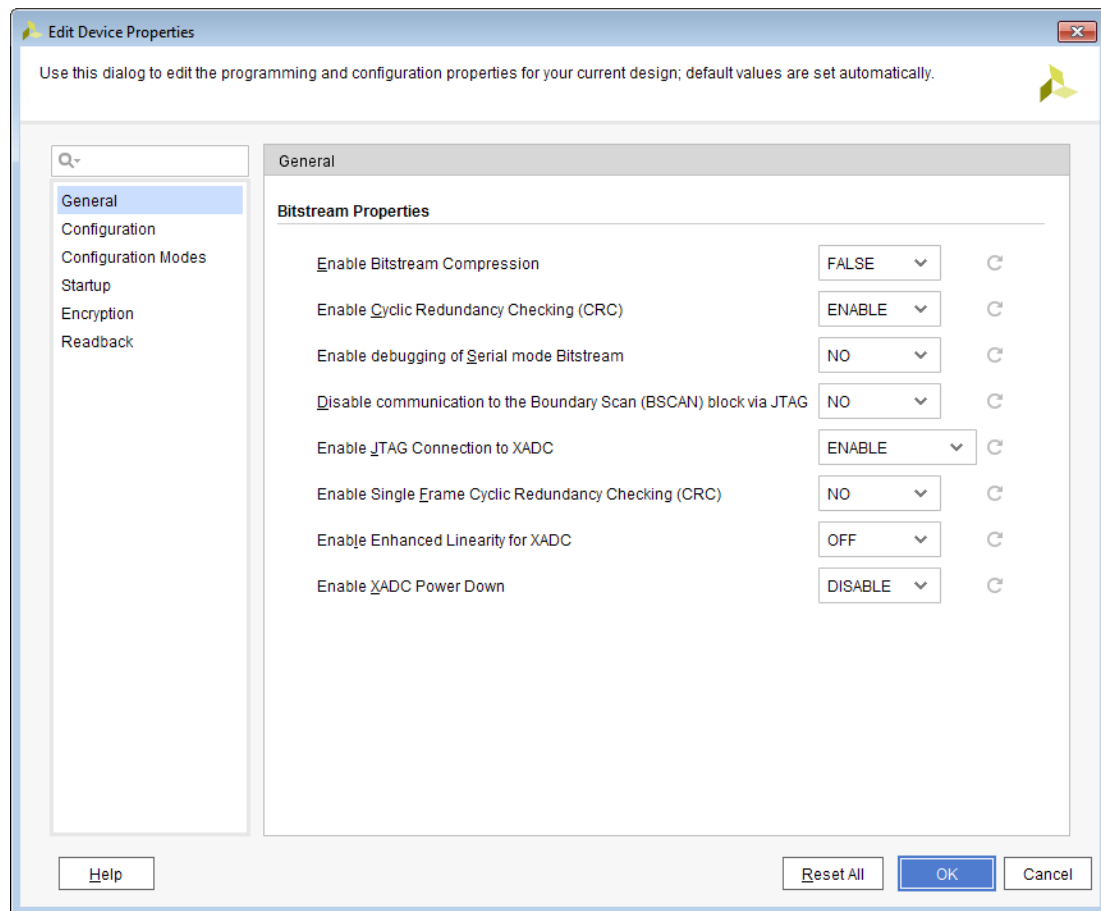 Edit Device Properties
Use this dialog to edit the programming and configuration properties for your current design; default values are set automatically.
General
Configuration
Configuration Modes
Startup
Encryption
Readback
General
Bitstream Properties
Enable Bitstream Compression FALSE
Enable Cyclic Redundancy Checking (CRC) ENABLE
Enable debugging of Serial mode Bitstream NO
Disable communication to the Boundary Scan (BSCAN) block via JTAG NO
Enable JTAG Connection to XADC ENABLE
Enable Single Frame Cyclic Redundancy Checking (CRC) NO
Enable Enhanced Linearity for XADC OFF
Enable XADC Power Down DISABLE
Help Reset All OK Cancel